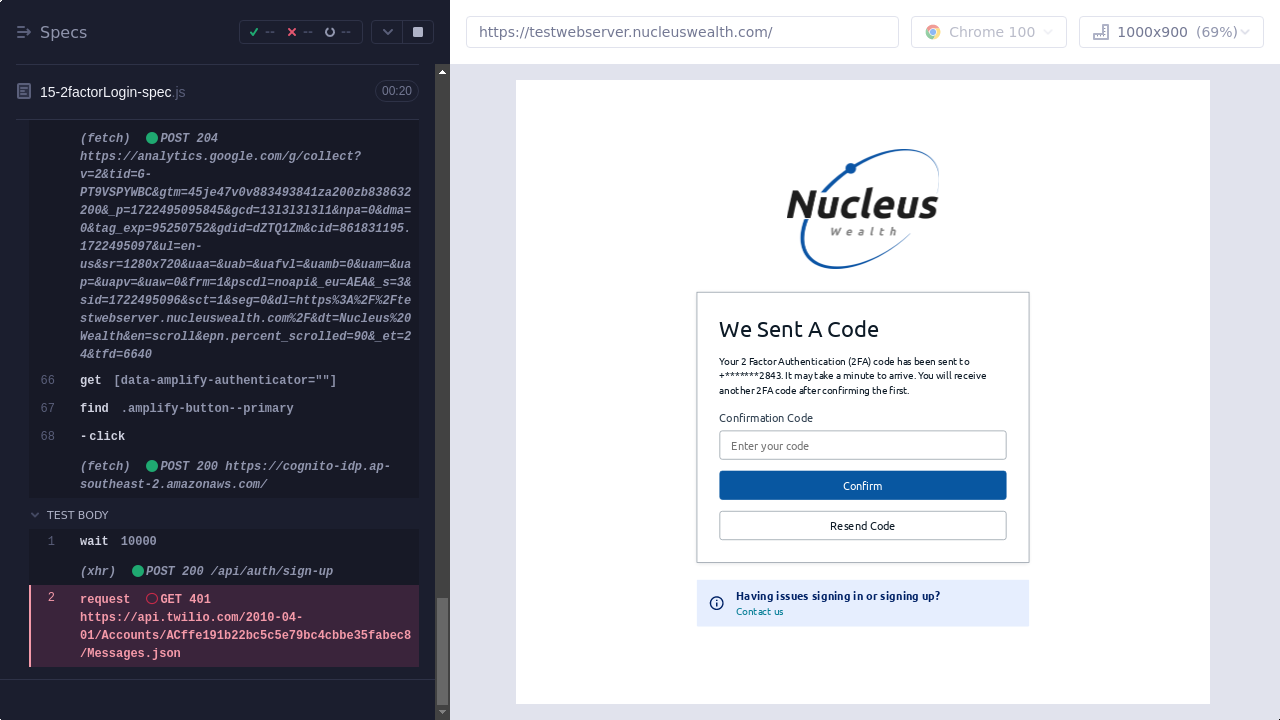 Specs
--
--
--
https://testwebserver.nucleuswealth.com/
Chrome 100
1000x900 (69%)
15-2factorLogin-spec.js
00:20
(fetch) POST 204
https://analytics.google.com/g/collect?
v=2&tid=G-
PT9VSPYWBC&gtm=45je47v0v883493841za200zb838632
200&_p=1722495095845&gcd=13l3l3l3l1&npa=0&dma=
0&tag_exp=95250752&gdid=dZTQ1Zm&cid=861831195.
1722495097&ul=en-
us&sr=1280x720&uaa=&uab=&uafvl=&uamb=0&uam=&ua
p=&uapv=&uaw=0&frm=1&pscdl=noapi&_eu=AEA&_s=3&
sid=1722495096&sct=1&seg=0&dl=https%3A%2F%2Fte
stwebserver.nucleuswealth.com%2F&dt=Nucleus%20
Wealth&en=scroll&epn.percent_scrolled=90&_et=2
4&tfd=6640
66 get [data-amplify-authenticator=""]
67 find .amplify-button--primary
68 -click
(fetch) POST 200 https://cognito-idp.ap-
southeast-2.amazonaws.com/
TEST BODY
1 wait 10000
(xhr) POST 200 /api/auth/sign-up
2 request GET 401
https://api.twilio.com/2010-04-
01/Accounts/ACffe191b22bc5c5e79bc4cbbe35fabec8
/Messages.json
Nucleus
Wealth
We Sent A Code
Your 2 Factor Authentication (2FA) code has been sent to
+*******2843. It may take a minute to arrive. You will receive
another 2FA code after confirming the first.
Confirmation Code
Enter your code
Confirm
Resend Code
Having issues signing in or signing up?
Contact us